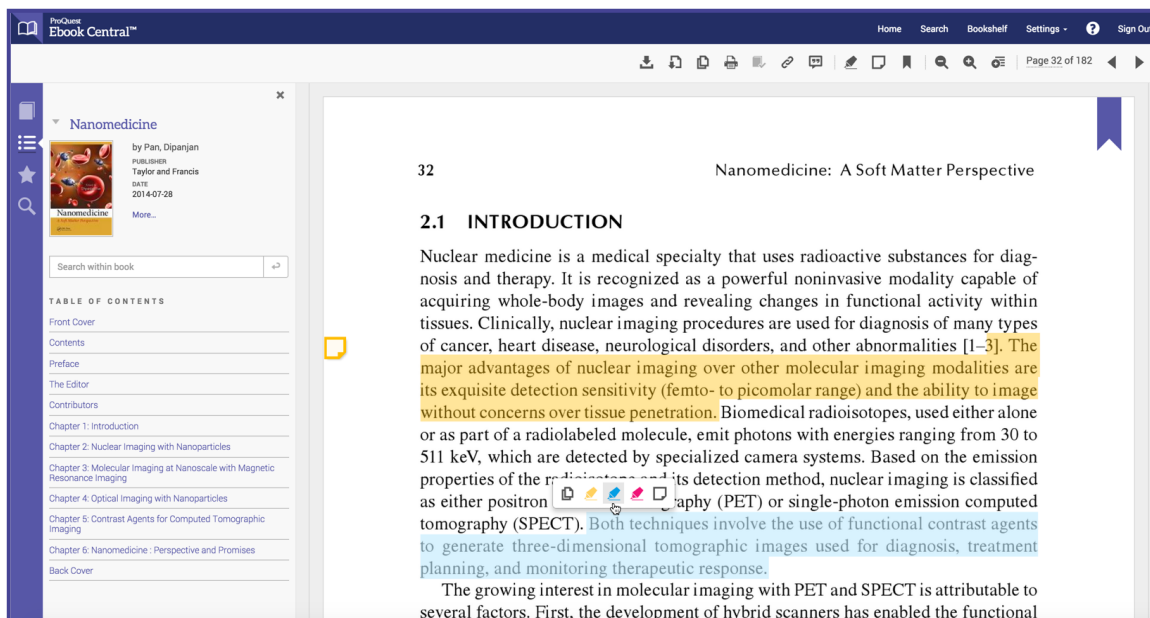 ProQuest
Ebook Central™
Home Search Bookshelf Settings ? Sign Ou
Page 32 of 182
Nanomedicine
by Pan, Dipanjan
PUBLISHER
Taylor and Francis
DATE
2014-07-28
More...
Nanomedicine
Search within book
TABLE OF CONTENTS
Front Cover
Contents
Preface
The Editor
Contributors
Chapter 1: Introduction
Chapter 2: Nuclear Imaging with Nanoparticles
Chapter 3: Molecular Imaging at Nanoscale with Magnetic
Resonance Imaging
Chapter 4: Optical Imaging with Nanoparticles
Chapter 5: Contrast Agents for Computed Tomographic
Imaging
Chapter 6: Nanomedicine : Perspective and Promises
Back Cover
32 Nanomedicine: A Soft Matter Perspective
2.1 INTRODUCTION
Nuclear medicine is a medical specialty that uses radioactive substances for diag-
nosis and therapy. It is recognized as a powerful noninvasive modality capable of
acquiring whole-body images and revealing changes in functional activity within
tissues. Clinically, nuclear imaging procedures are used for diagnosis of many types
of cancer, heart disease, neurological disorders, and other abnormalities [1–3]. The
major advantages of nuclear imaging over other molecular imaging modalities are
its exquisite detection sensitivity (femto- to picomolar range) and the ability to image
without concerns over tissue penetration. Biomedical radioisotopes, used either alone
or as part of a radiolabeled molecule, emit photons with energies ranging from 30 to
511 keV, which are detected by specialized camera systems. Based on the emission
properties of the radioisotope and its detection method, nuclear imaging is classified
as either positron graphy (PET) or single-photon emission computed
tomography (SPECT). Both techniques involve the use of functional contrast agents
to generate three-dimensional tomographic images used for diagnosis, treatment
planning, and monitoring therapeutic response.
The growing interest in molecular imaging with PET and SPECT is attributable to
several factors. First, the development of hybrid scanners has enabled the functional